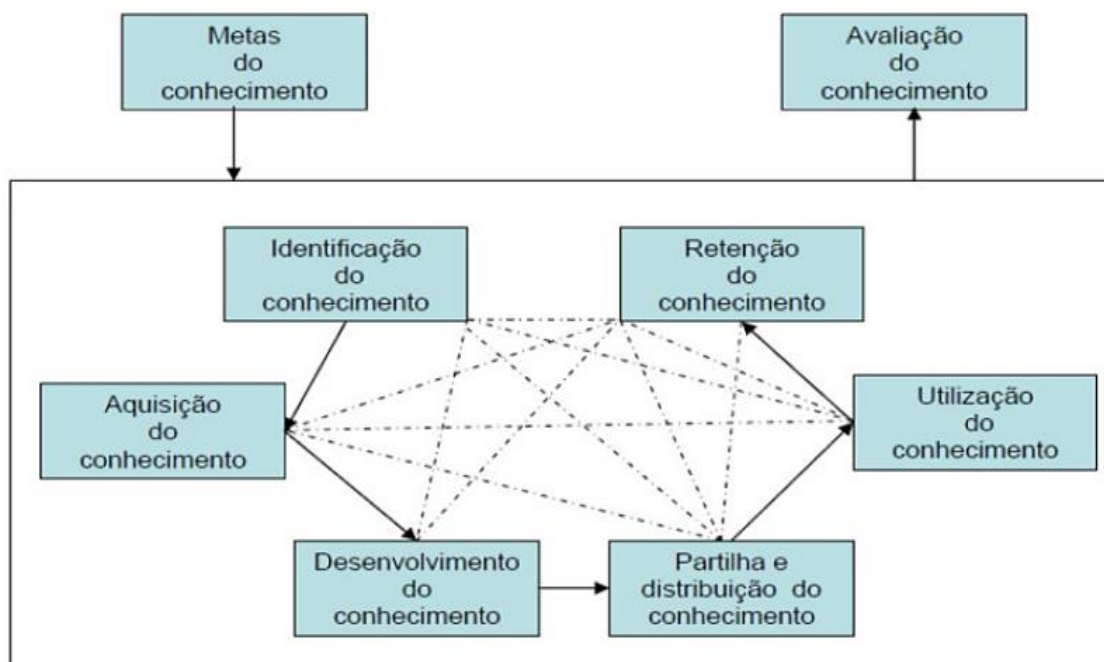 Metas
do
conhecimento
Avaliação
do
conhecimento
Identificação
do
conhecimento
Retenção
do
conhecimento
Aquisição
do
conhecimento
Utilização
do
conhecimento
Desenvolvimento
do
conhecimento
Partilha e
distribuição do
conhecimento